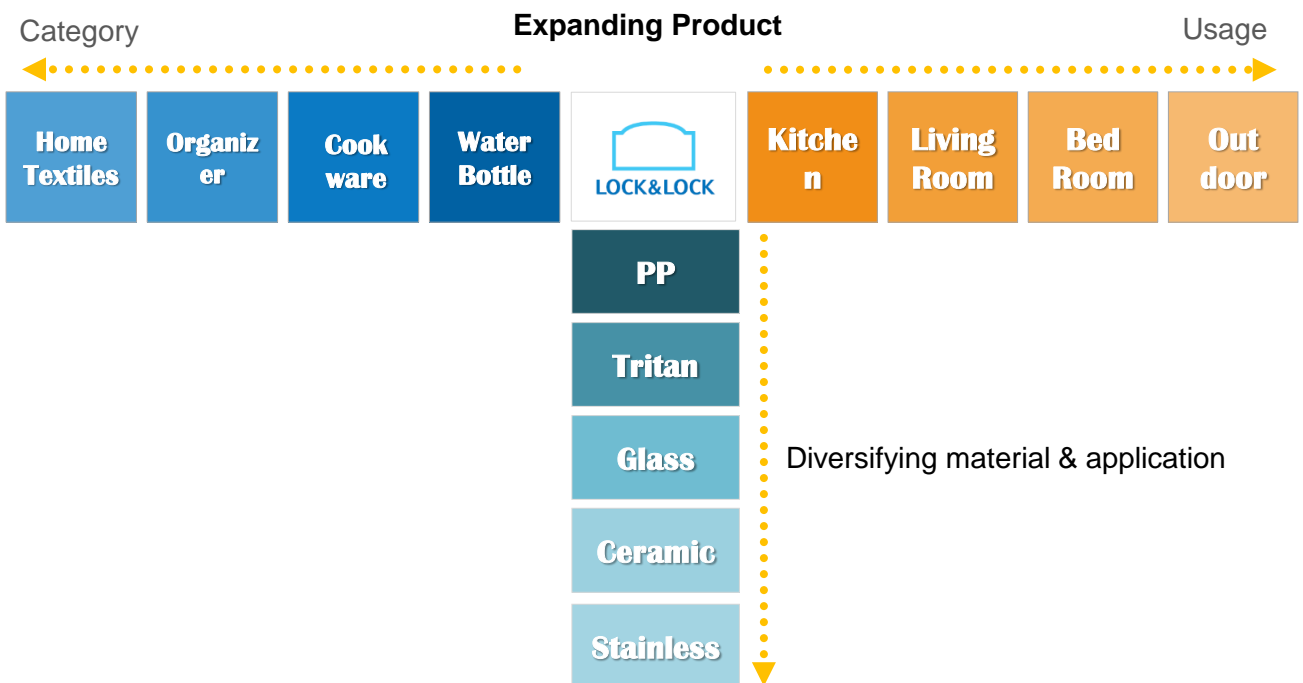 Expanding Product
Category
Usage
Home
Textiles
Organiz
er
Cook
ware
Water
Bottle
LOCK&LOCK
Kitche
n
Living
Room
Bed
Room
Out
door
PP
Tritan
Glass
Diversifying material & application
Ceramic
Stainless